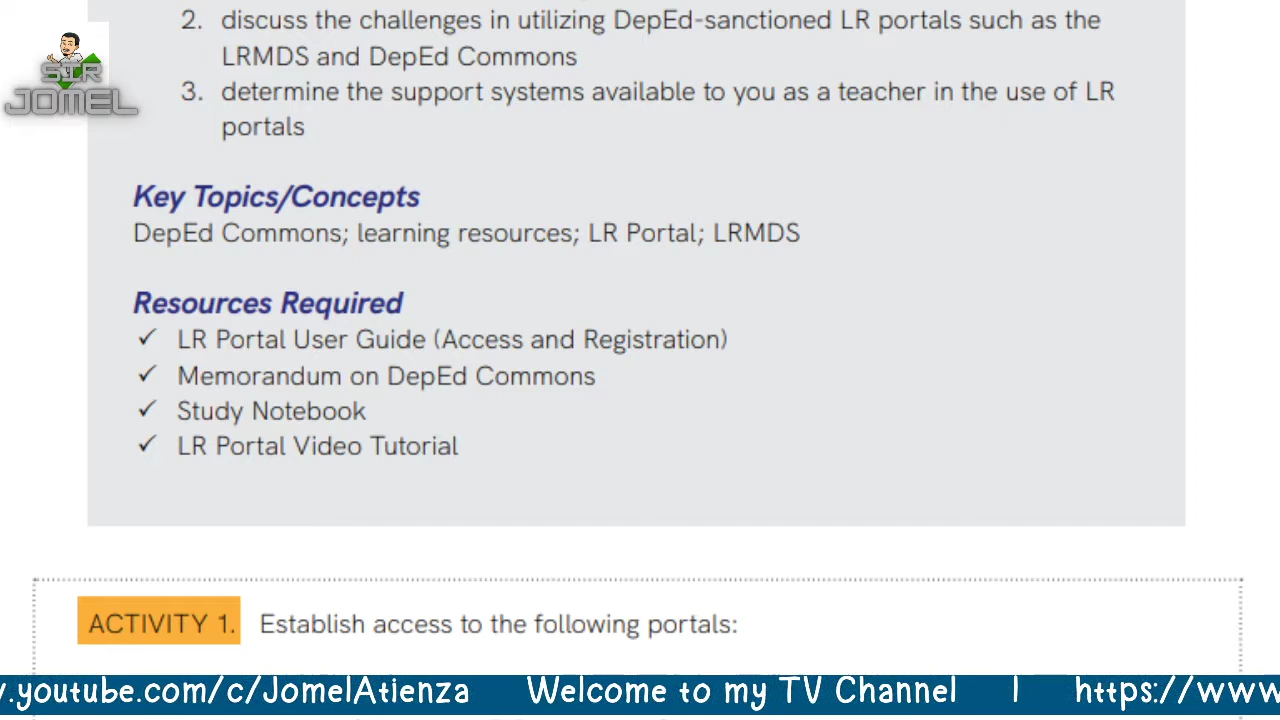 2. discuss the challenges in utilizing DepEd-sanctioned LR portals such as the
LRMDS and DepEd Commons
3. determine the support systems available to you as a teacher in the use of LR
portals
SIR
JOMEL
Key Topics/Concepts
DepEd Commons; learning resources; LR Portal; LRMDS
Resources Required
✓ LR Portal User Guide (Access and Registration)
✓ Memorandum on DepEd Commons
✓ Study Notebook
✓ LR Portal Video Tutorial
ACTIVITY 1. Establish access to the following portals:
.youtube.com/c/JomelAtienza Welcome to my TV Channel | https://www